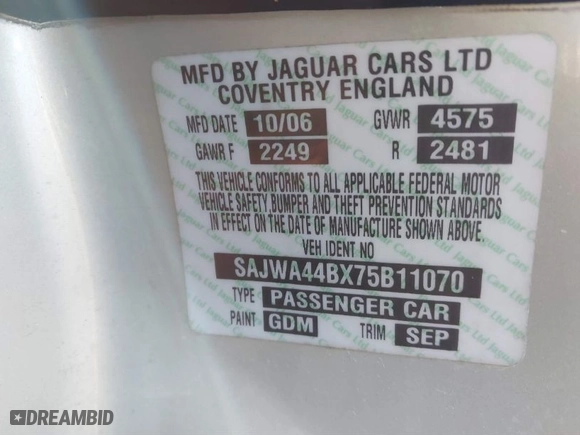 MFD BY JAGUAR CARS LTD
COVENTRY ENGLAND
MFD DATE 10/06 GVWR 4575
GAWR F 2249 R 2481
THIS VEHICLE CONFORMS TO ALL APPLICABLE FEDERAL MOTOR
VEHICLE SAFETY BUMPER AND THEFT PREVENTION STANDARDS
IN EFFECT ON THE DATE OF MANUFACTURE SHOWN ABOVE.
VEH IDENT NO
SAJWA44BX75B11070
TYPE PASSENGER CAR
PAINT GDM TRIM SEP
DREAMBID